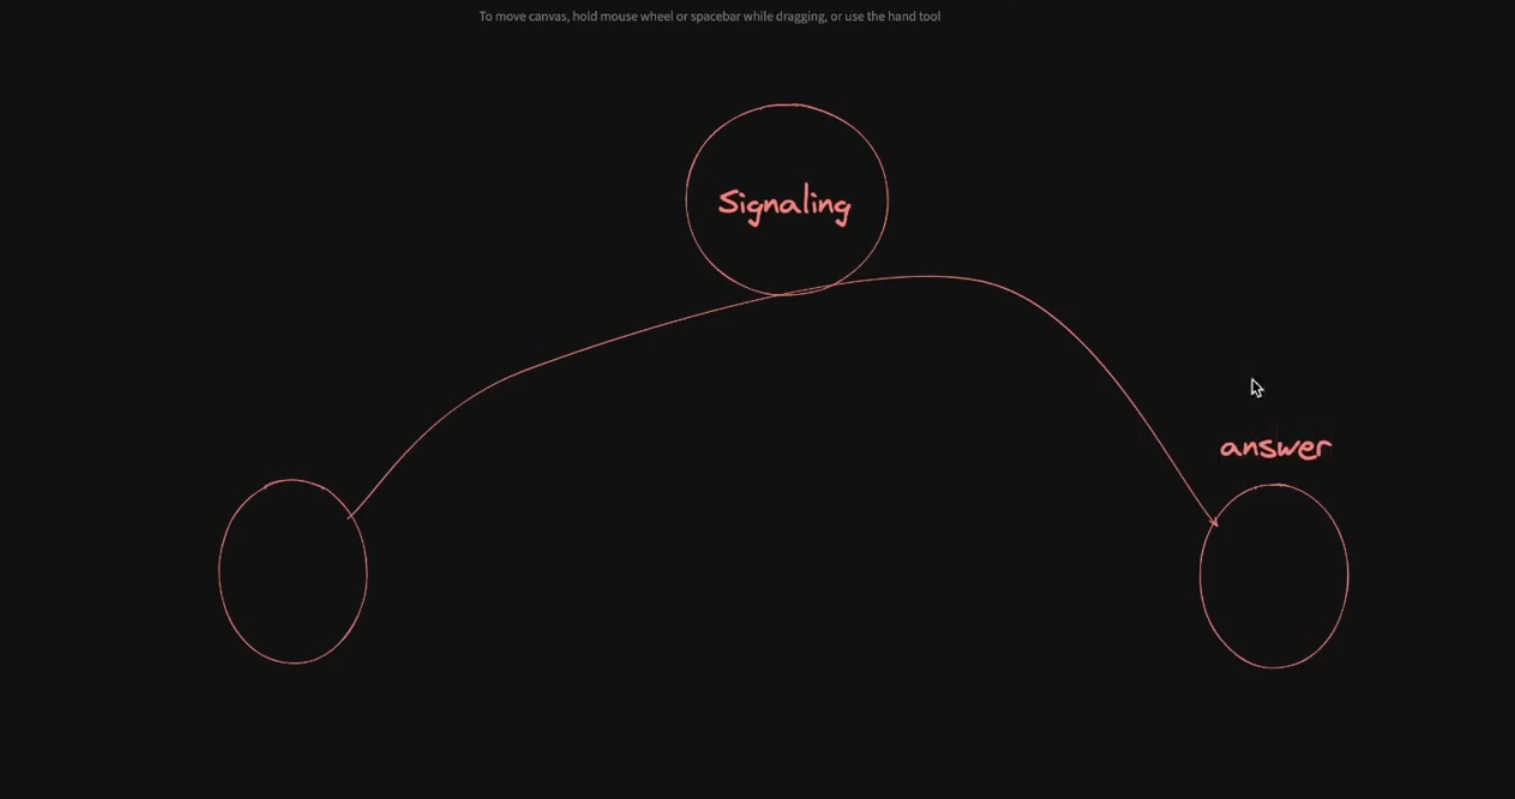 To move canvas, hold mouse wheel or spacebar while dragging, or use the hand tool
Signaling
answer